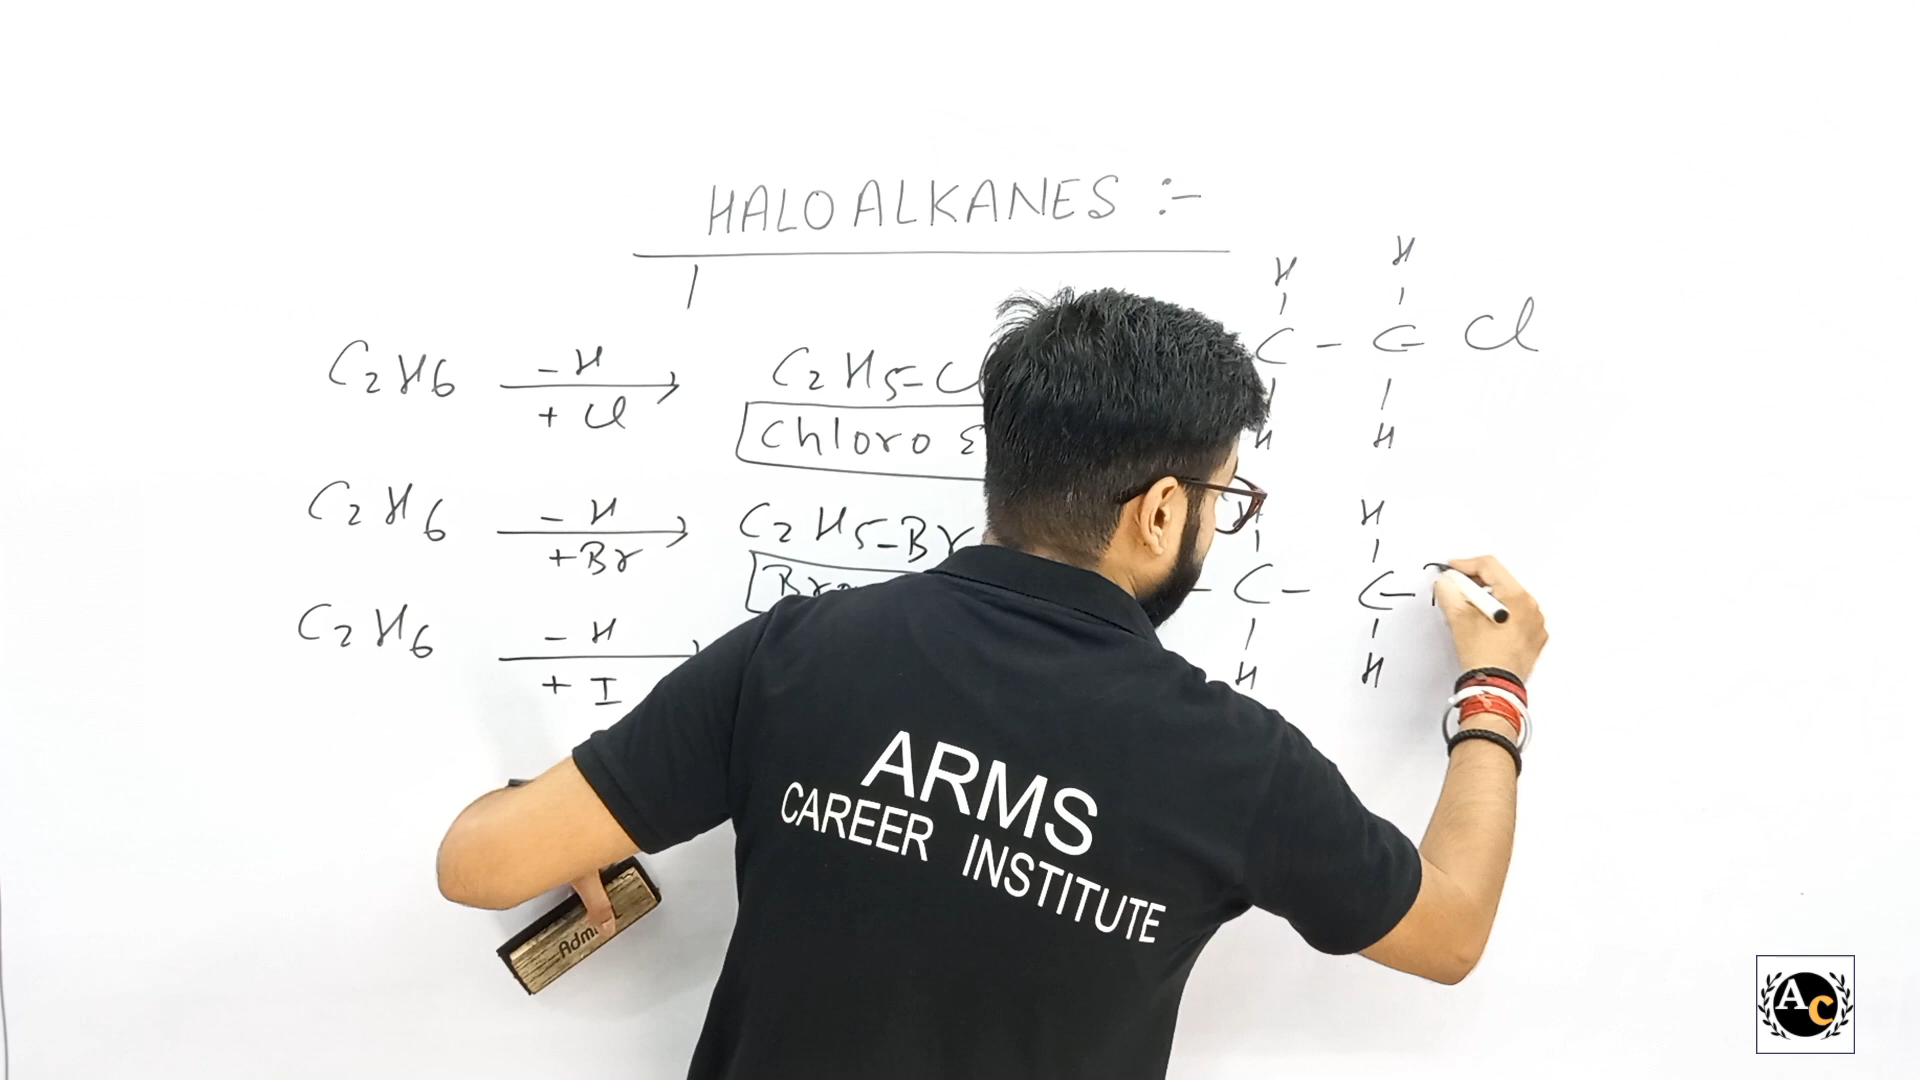 HALOALKANES :-
C2H6 -H +Cl C2H5-Cl
Chloro
C2H6 -H +Br C2H5-Br
C2H6 -H +I
H H
C - C - Cl
H H
H H
- C - C -
H H
ARMS
CAREER INSTITUTE
AC